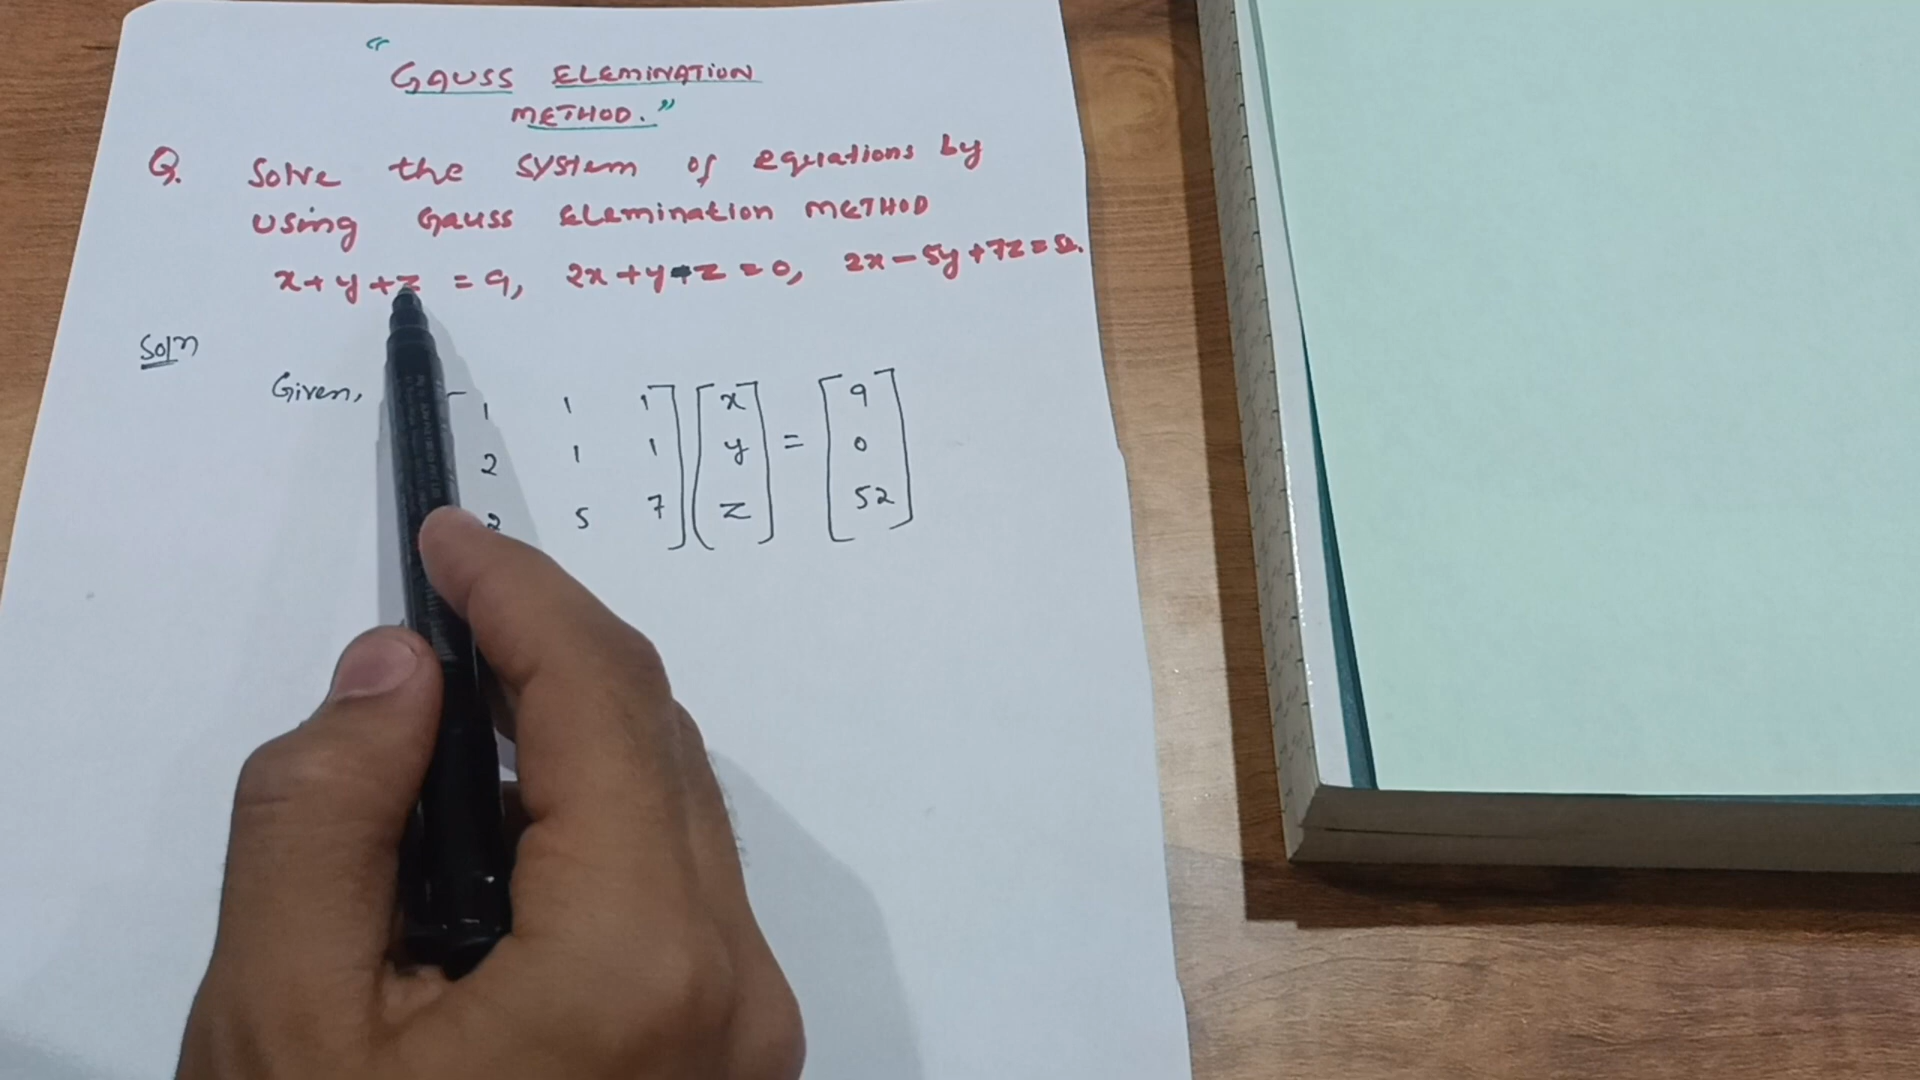 "GAUSS ELEMINATION
METHOD."
Q. Solve the system of equations by
using Gauss Elemination METHOD
x+y+z = 9, 2x+y+z=0, 2x-5y+7z=52.
Soln
Given,
1 1 1 x = 9
2 1 1 y 0
2 5 7 z 52